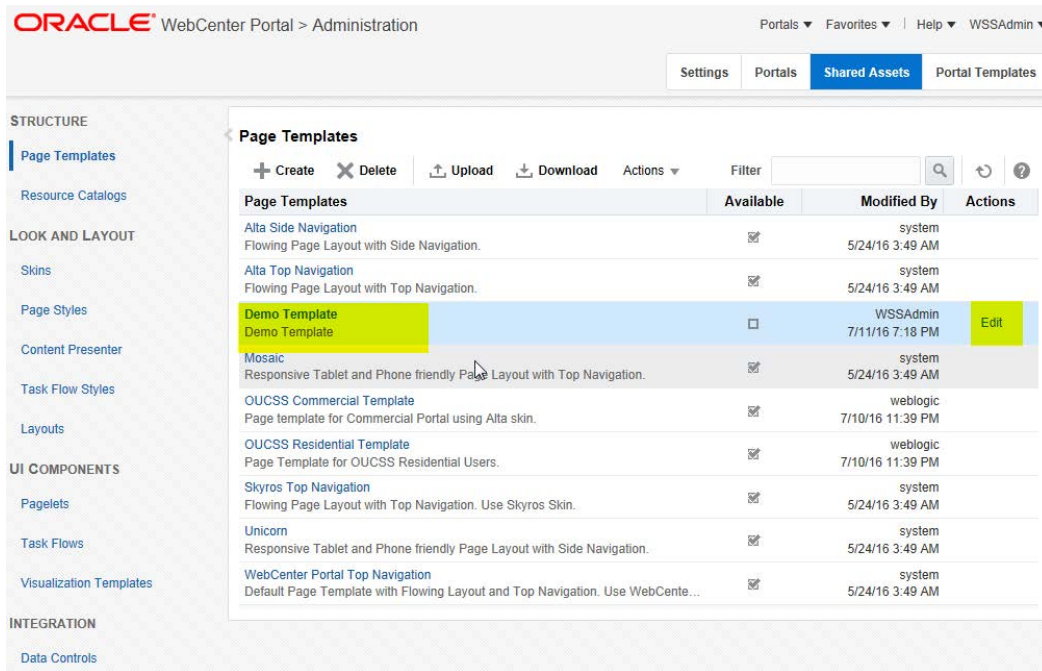 ORACLE® WebCenter Portal > Administration
Portals Favorites Help WSSAdmin
Settings Portals Shared Assets Portal Templates
STRUCTURE
Page Templates
Resource Catalogs
LOOK AND LAYOUT
Skins
Page Styles
Content Presenter
Task Flow Styles
Layouts
UI COMPONENTS
Pagelets
Task Flows
Visualization Templates
INTEGRATION
Data Controls
Page Templates
Create Delete Upload Download Actions Filter
Page Templates Available Modified By Actions
Alta Side Navigation system
Flowing Page Layout with Side Navigation. 5/24/16 3:49 AM
Alta Top Navigation system
Flowing Page Layout with Top Navigation. 5/24/16 3:49 AM
Demo Template WSSAdmin Edit
Demo Template 7/11/16 7:18 PM
Mosaic system
Responsive Tablet and Phone friendly Page Layout with Top Navigation. 5/24/16 3:49 AM
OUCSS Commercial Template weblogic
Page template for Commercial Portal using Alta skin. 7/10/16 11:39 PM
OUCSS Residential Template weblogic
Page Template for OUCSS Residential Users. 7/10/16 11:39 PM
Skyros Top Navigation system
Flowing Page Layout with Top Navigation. Use Skyros Skin. 5/24/16 3:49 AM
Unicorn system
Responsive Tablet and Phone friendly Page Layout with Side Navigation. 5/24/16 3:49 AM
WebCenter Portal Top Navigation system
Default Page Template with Flowing Layout and Top Navigation. Use WebCente... 5/24/16 3:49 AM